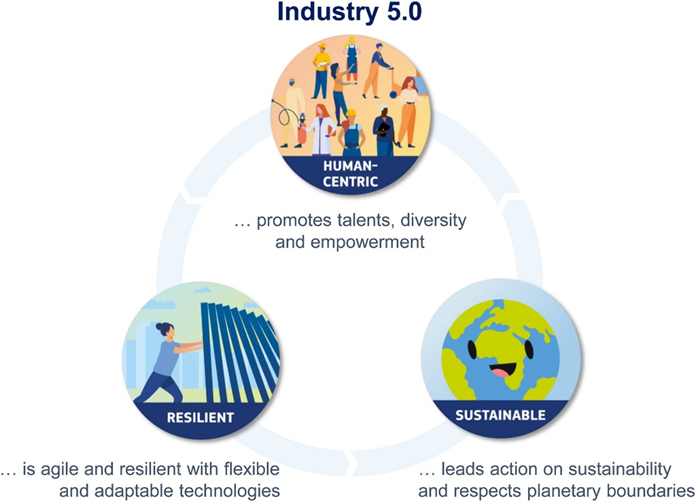 Industry 5.0
HUMAN-
CENTRIC
... promotes talents, diversity
and empowerment
RESILIENT
SUSTAINABLE
... is agile and resilient with flexible
and adaptable technologies
... leads action on sustainability
and respects planetary boundaries